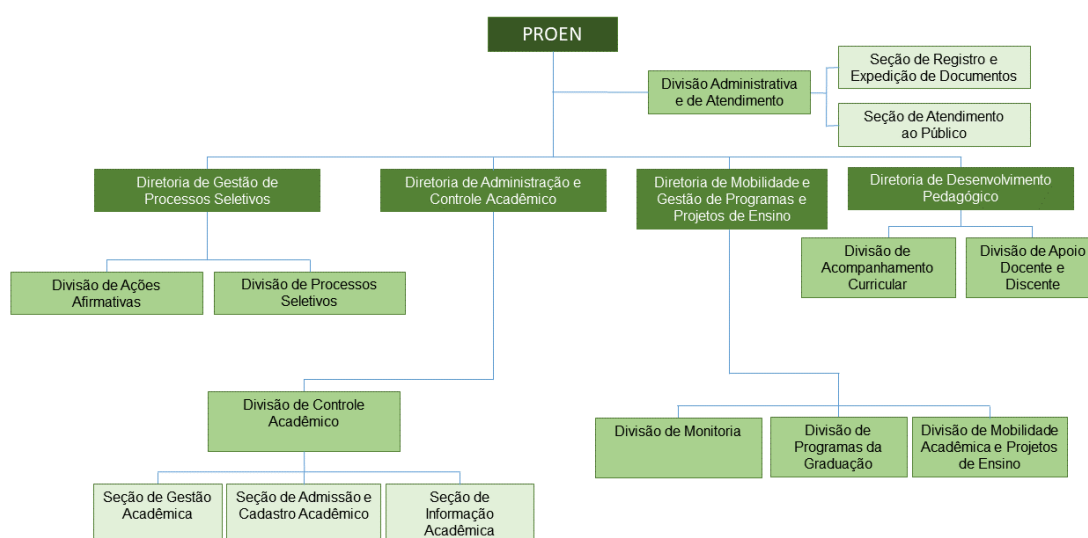 PROEN
Divisão Administrativa
e de Atendimento
Seção de Registro e
Expedição de Documentos
Seção de Atendimento
ao Público
Diretoria de Gestão de
Processos Seletivos
Diretoria de Administração e
Controle Acadêmico
Diretoria de Mobilidade e
Gestão de Programas e
Projetos de Ensino
Diretoria de Desenvolvimento
Pedagógico
Divisão de Ações
Afirmativas
Divisão de Processos
Seletivos
Divisão de
Acompanhamento
Curricular
Divisão de Apoio
Docente e
Discente
Divisão de Controle
Acadêmico
Divisão de Monitoria
Divisão de
Programas da
Graduação
Divisão de Mobilidade
Acadêmica e Projetos
de Ensino
Seção de Gestão
Acadêmica
Seção de Admissão e
Cadastro Acadêmico
Seção de
Informação
Acadêmica